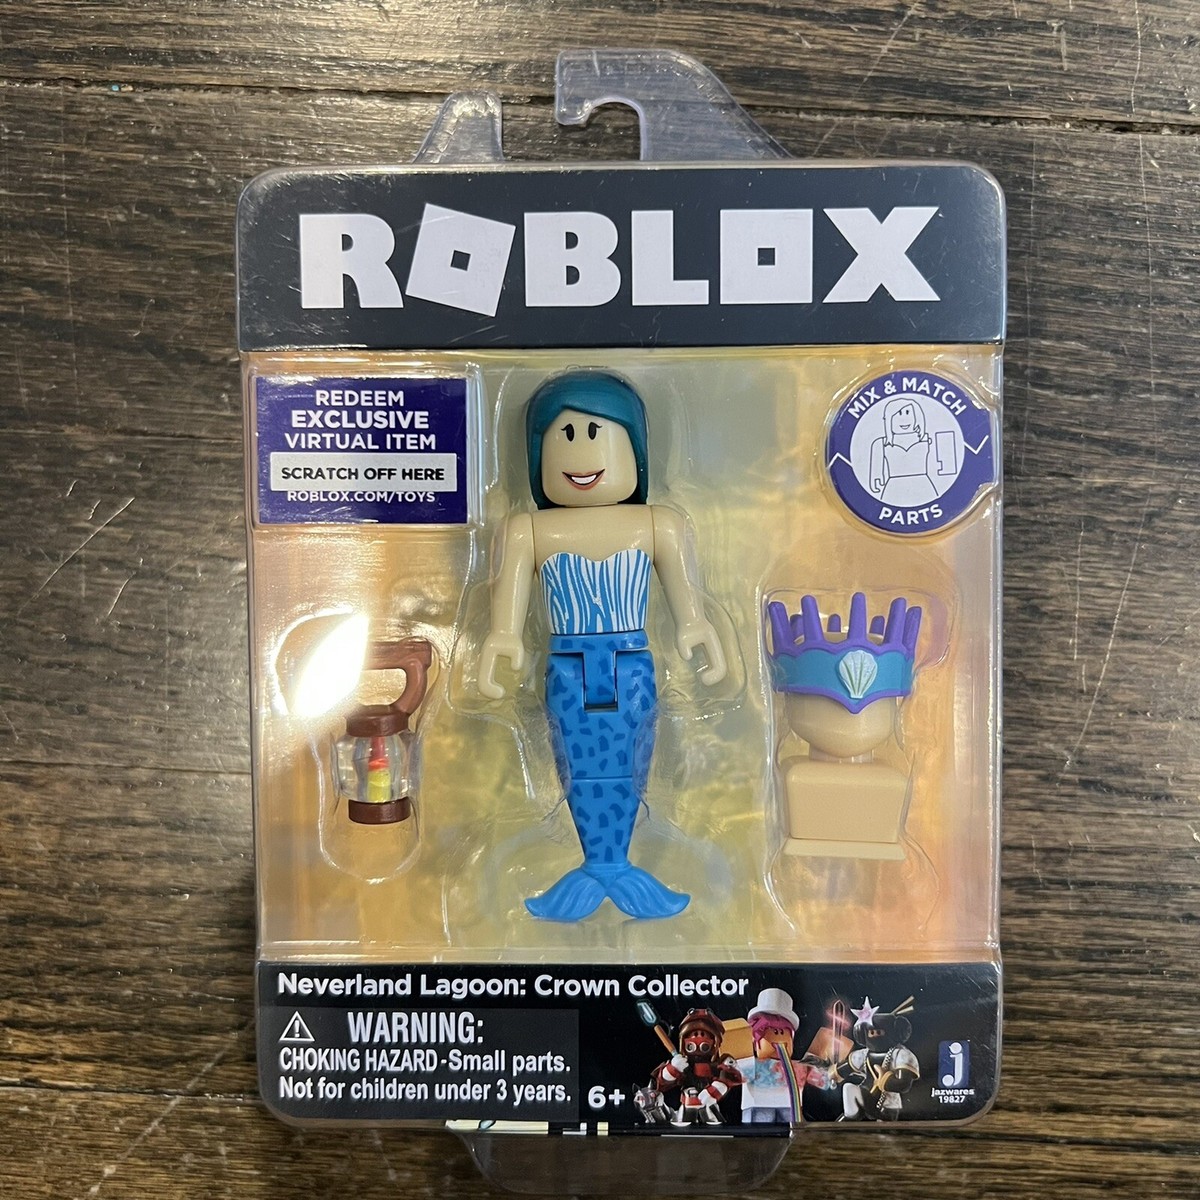 ROBLOX
REDEEM
EXCLUSIVE
VIRTUAL ITEM
SCRATCH OFF HERE
ROBLOX.COM/TOYS
MIX & MATCH
PARTS
Neverland Lagoon: Crown Collector
WARNING:
CHOKING HAZARD - Small parts.
Not for children under 3 years.
6+
jazwares
19827